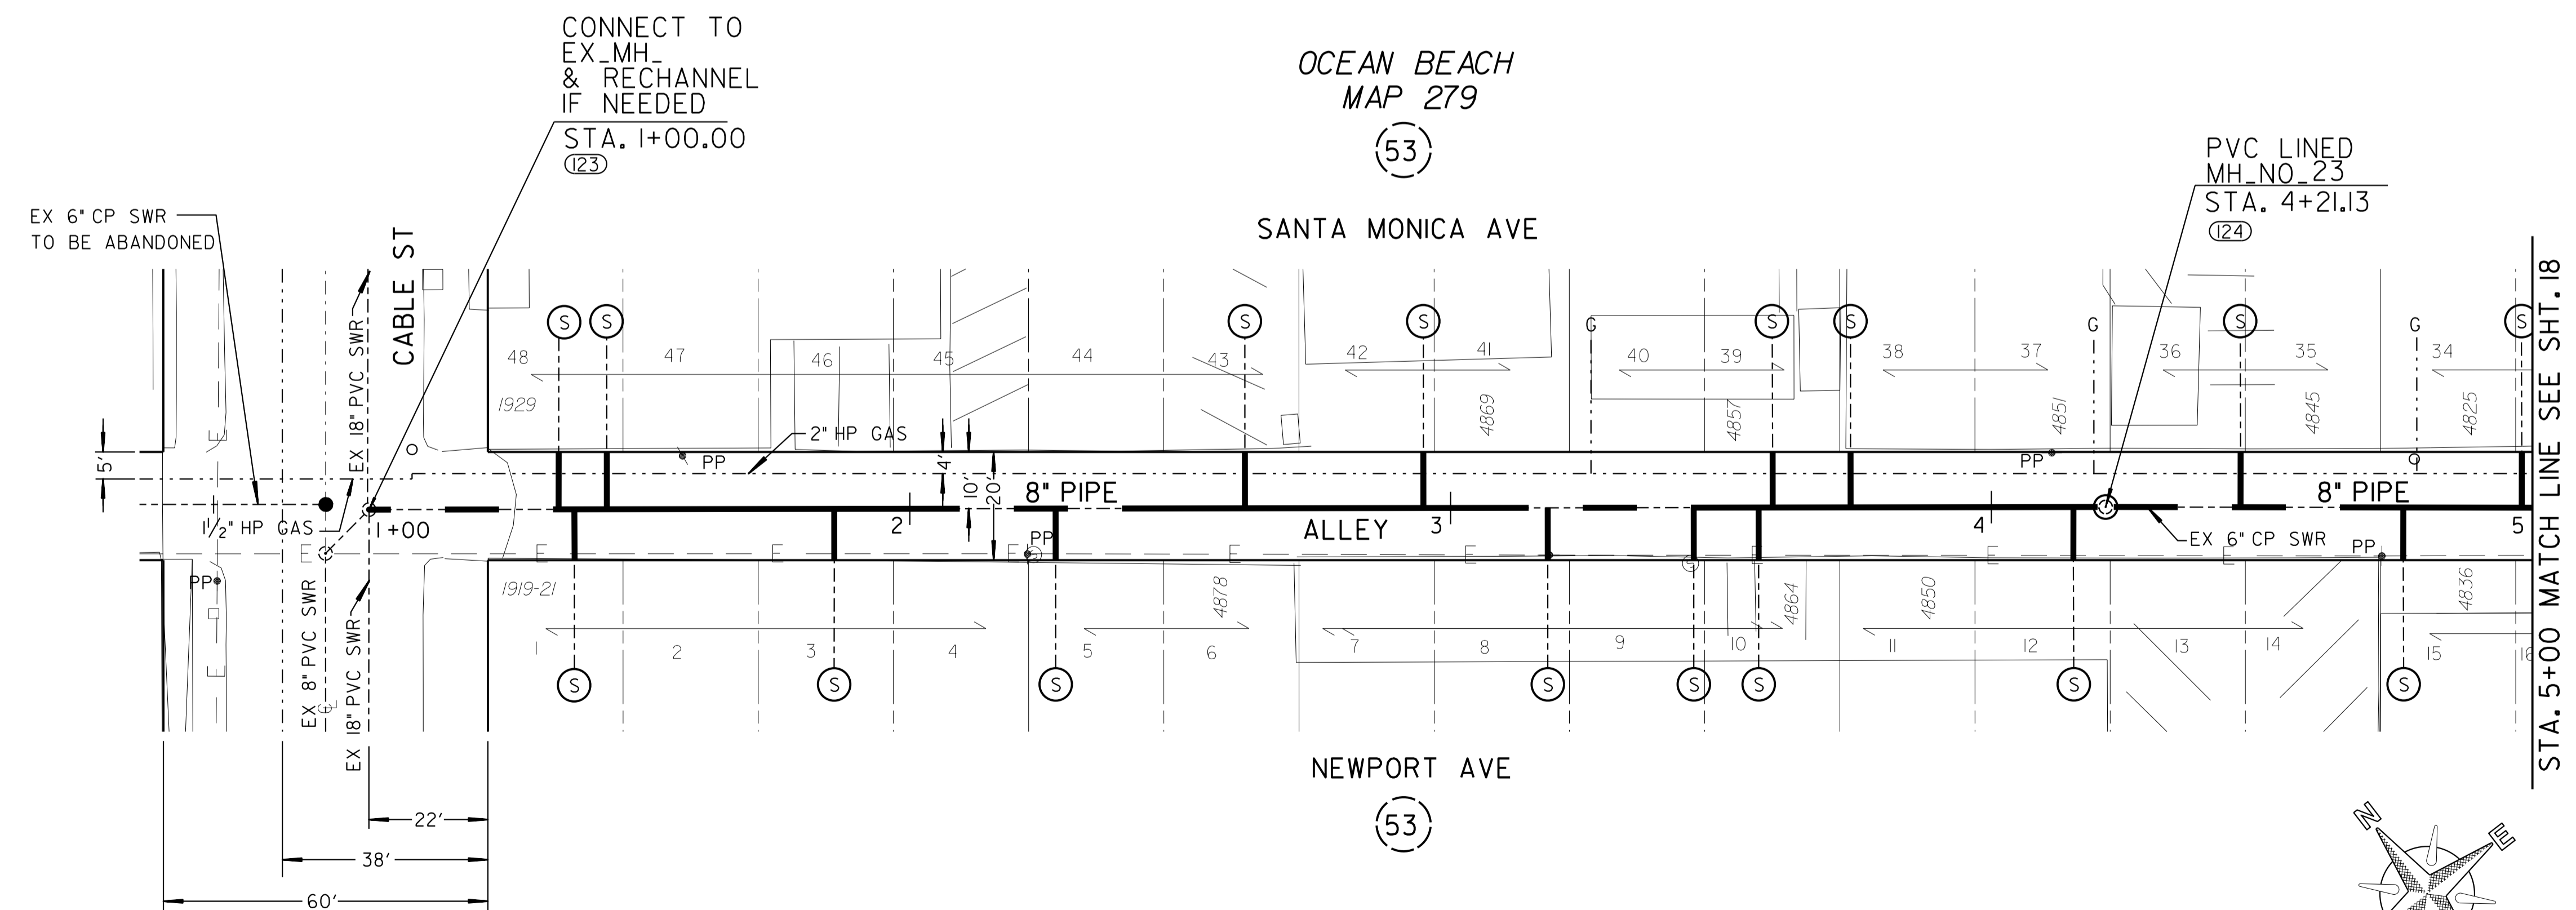 CONNECT TO
EX_MH_
& RECHANNEL
IF NEEDED
STA. 1+00.00
123
OCEAN BEACH
MAP 279
53
SANTA MONICA AVE
PVC LINED
MH_NO_23
STA. 4+21.13
124
EX 6" CP SWR
TO BE ABANDONED
CABLE ST
EX 18" PVC SWR
S
S
S
S
G
S
S
G
S
G
S
48
47
46
45
44
43
42
41
40
39
38
37
36
35
34
1929
4869
4857
4851
4845
4825
2" HP GAS
PP
PP
5'
4'
10'
20'
8" PIPE
8" PIPE
1 1/2" HP GAS
1+00
2
3
4
5
ALLEY
PP
EX 6" CP SWR
PP
E
E
E
E
E
E
E
E
E
E
E
E
PP
EX 8" PVC SWR
EX 18" PVC SWR
1919-21
4878
4864
4850
4836
1
2
3
4
5
6
7
8
9
10
11
12
13
14
15
16
S
S
S
S
S
S
S
S
STA. 5+00 MATCH LINE SEE SHT. 18
NEWPORT AVE
53
22'
38'
60'
N
E